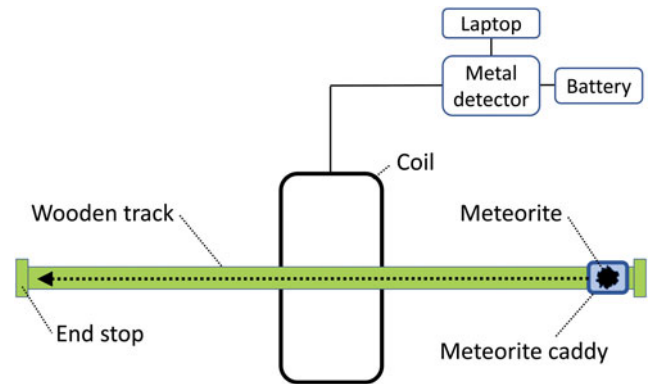 Laptop
Metal
detector
Battery
Coil
Wooden track
Meteorite
End stop
Meteorite caddy